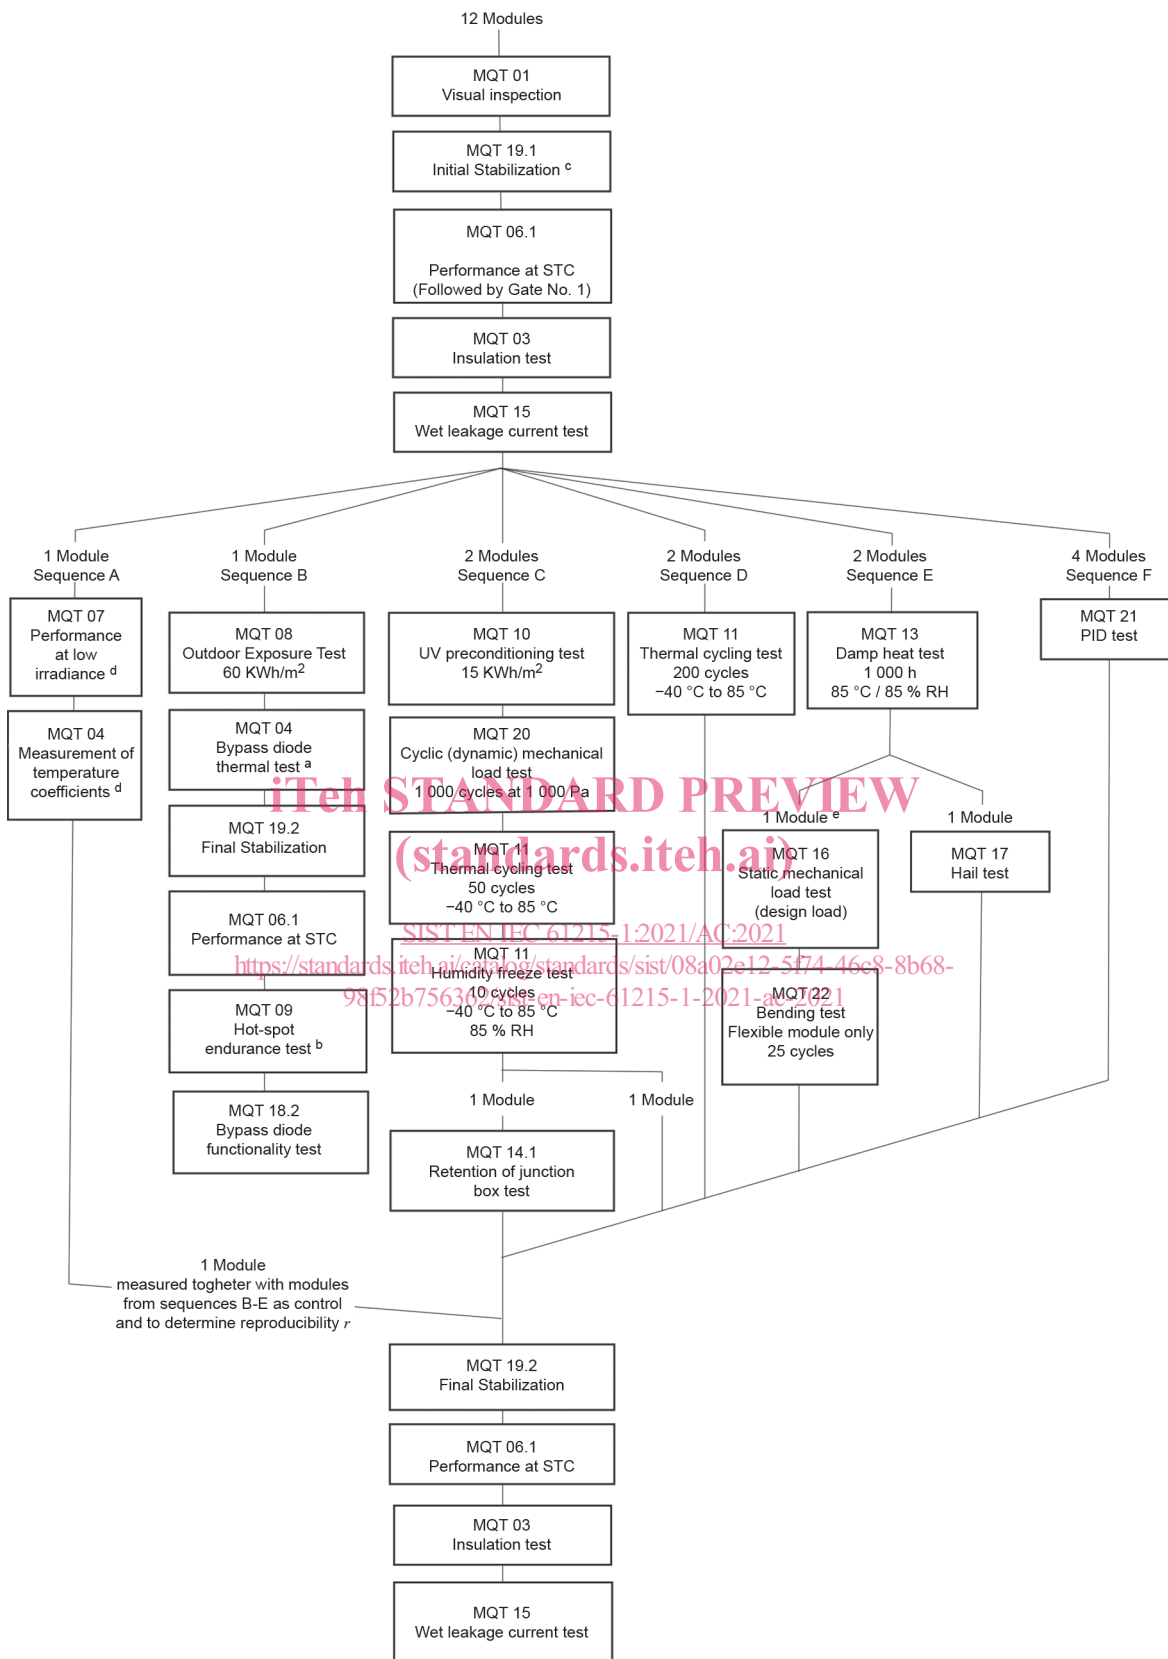 12 Modules
MQT 01
Visual inspection
MQT 19.1
Initial Stabilization c
MQT 06.1
Performance at STC
(Followed by Gate No. 1)
MQT 03
Insulation test
MQT 15
Wet leakage current test
1 Module
Sequence A
MQT 07
Performance
at low
irradiance d
MQT 04
Measurement of
temperature
coefficients d
1 Module
Sequence B
MQT 08
Outdoor Exposure Test
60 KWh/m2
MQT 04
Bypass diode
thermal test a
MQT 19.2
Final Stabilization
MQT 06.1
Performance at STC
MQT 09
Hot-spot
endurance test b
MQT 18.2
Bypass diode
functionality test
2 Modules
Sequence C
MQT 10
UV preconditioning test
15 KWh/m2
MQT 20
Cyclic (dynamic) mechanical
load test
1 000 cycles at 1 000 Pa
MQT 11
Thermal cycling test
50 cycles
−40 °C to 85 °C
MQT 11
Humidity freeze test
10 cycles
−40 °C to 85 °C
85 % RH
1 Module
MQT 14.1
Retention of junction
box test
1 Module
2 Modules
Sequence D
MQT 11
Thermal cycling test
200 cycles
−40 °C to 85 °C
2 Modules
Sequence E
MQT 13
Damp heat test
1 000 h
85 °C / 85 % RH
1 Module e
MQT 16
Static mechanical
load test
(design load)
MQT 22
Bending test
Flexible module only
25 cycles
1 Module
MQT 17
Hail test
4 Modules
Sequence F
MQT 21
PID test
iTeh STANDARD PREVIEW
(standards.iteh.ai)
SIST EN IEC 61215-1:2021/AC:2021
https://standards.iteh.ai/catalog/standards/sist/08a02e12-5f74-46c8-8b68-
98f52b756362/sist-en-iec-61215-1-2021-ac-2021
1 Module
measured togheter with modules
from sequences B-E as control
and to determine reproducibility r
MQT 19.2
Final Stabilization
MQT 06.1
Performance at STC
MQT 03
Insulation test
MQT 15
Wet leakage current test